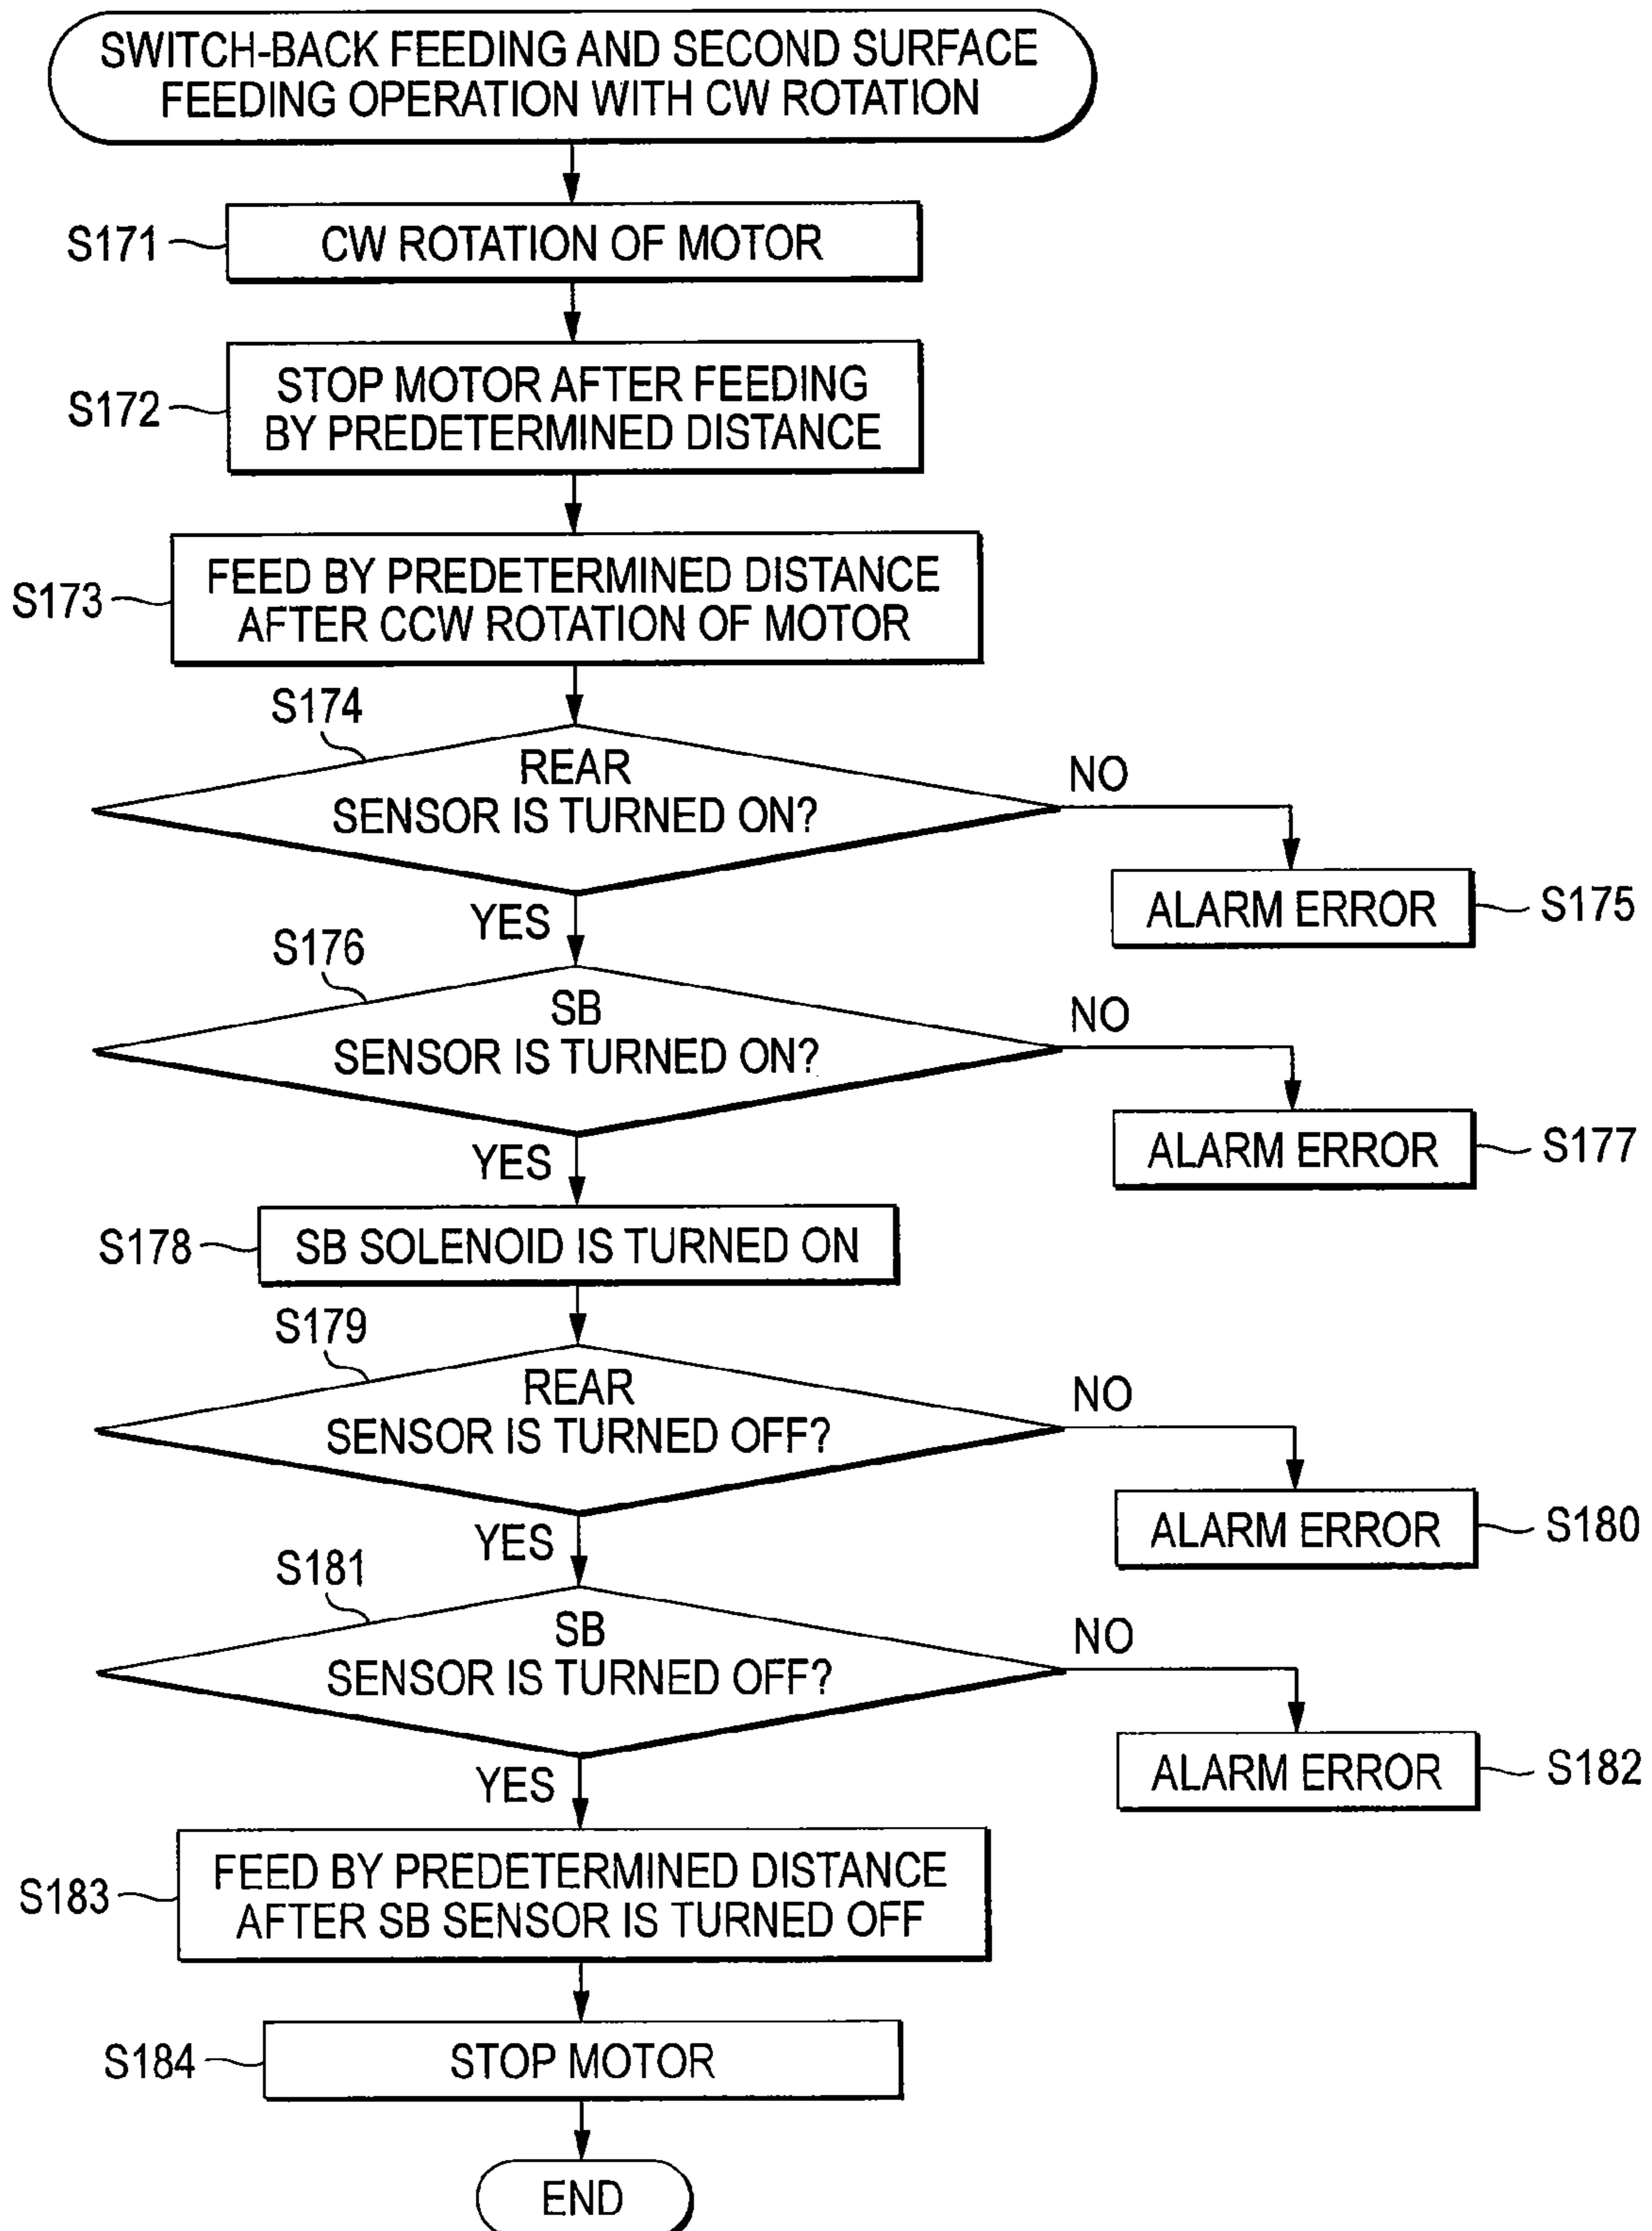 SWITCH-BACK FEEDING AND SECOND SURFACE
FEEDING OPERATION WITH CW ROTATION
S171
CW ROTATION OF MOTOR
S172
STOP MOTOR AFTER FEEDING
BY PREDETERMINED DISTANCE
S173
FEED BY PREDETERMINED DISTANCE
AFTER CCW ROTATION OF MOTOR
S174
REAR
SENSOR IS TURNED ON?
NO
ALARM ERROR
S175
YES
S176
SB
SENSOR IS TURNED ON?
NO
ALARM ERROR
S177
YES
S178
SB SOLENOID IS TURNED ON
S179
REAR
SENSOR IS TURNED OFF?
NO
ALARM ERROR
S180
YES
S181
SB
SENSOR IS TURNED OFF?
NO
ALARM ERROR
S182
YES
S183
FEED BY PREDETERMINED DISTANCE
AFTER SB SENSOR IS TURNED OFF
S184
STOP MOTOR
END